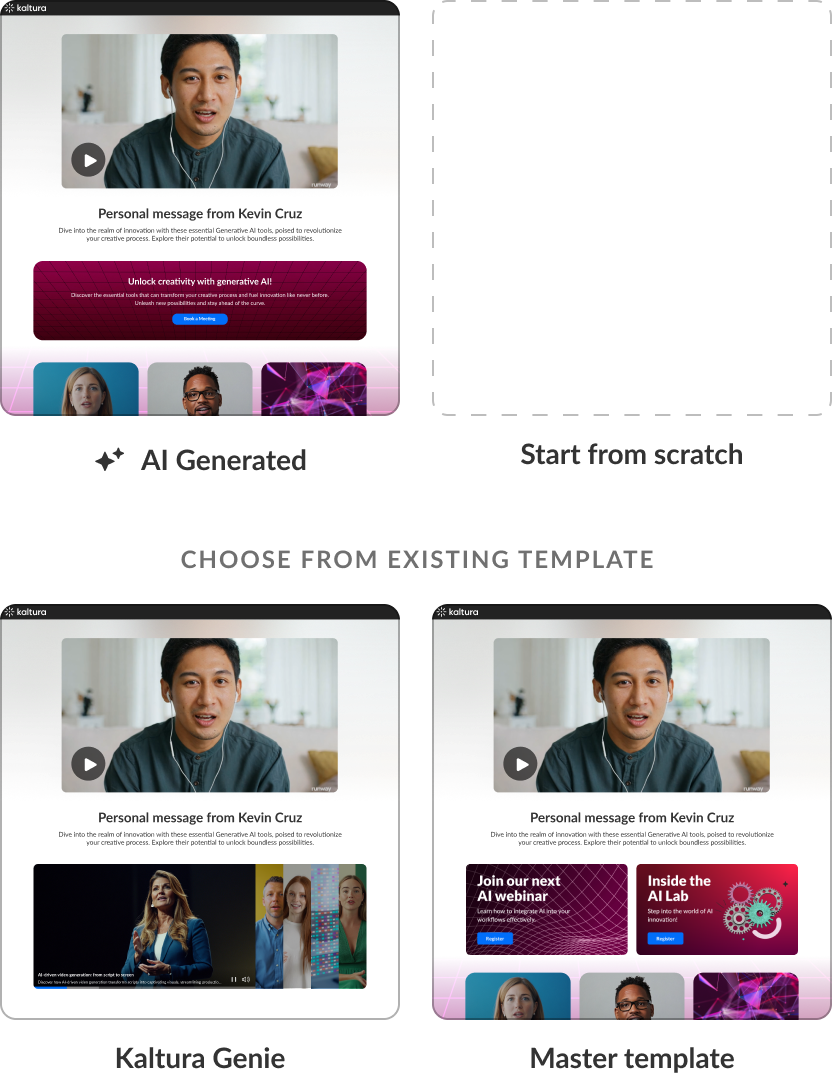 kaltura
runway
Personal message from Kevin Cruz
Dive into the realm of innovation with these essential Generative AI tools, poised to revolutionize
your creative process. Explore their potential to unlock boundless possibilities.
Unlock creativity with generative AI!
Discover the essential tools that can transform your creative process and fuel innovation like never before.
Unleash new possibilities and stay ahead of the curve.
Book a Meeting
AI Generated
Start from scratch
CHOOSE FROM EXISTING TEMPLATE
kaltura
runway
Personal message from Kevin Cruz
Dive into the realm of innovation with these essential Generative AI tools, poised to revolutionize
your creative process. Explore their potential to unlock boundless possibilities.
AI-driven video generation: from script to screen
Discover how AI-driven video generation transforms scripts into captivating visuals, streamlining productio...
Kaltura Genie
kaltura
runway
Personal message from Kevin Cruz
Dive into the realm of innovation with these essential Generative AI tools, poised to revolutionize
your creative process. Explore their potential to unlock boundless possibilities.
Join our next
AI webinar
Learn how to integrate AI into your
workflows effectively.
Register
Inside the
AI Lab
Step into the world of AI
innovation!
Register
Master template